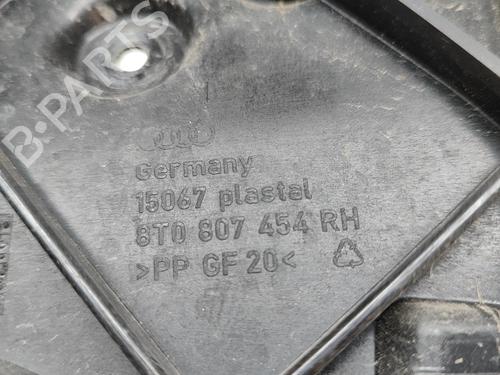 B-PARTS
Germany
15067 plastal
8T0 807 454 RH
>PP GF 20<